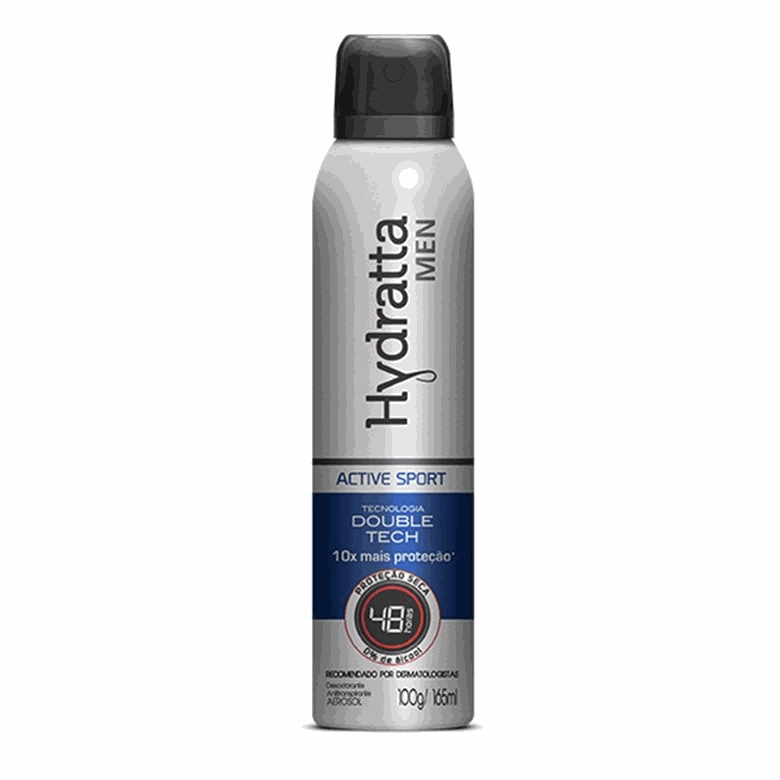 Hydratta
MEN
ACTIVE SPORT
TECNOLOGIA
DOUBLE
TECH
10x mais proteção*
PROTEÇÃO SECA
48 horas
0% de álcool
RECOMENDADO POR DERMATOLOGISTAS
Desodorante
Antitranspirante
AEROSOL
100g/ 165ml